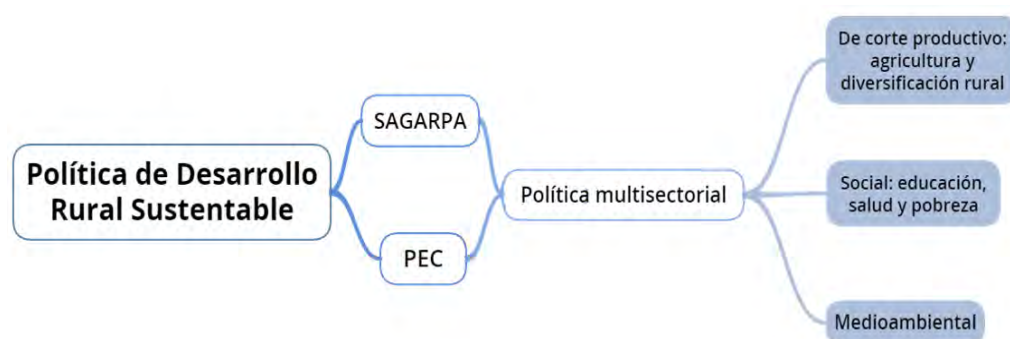 Política de Desarrollo
Rural Sustentable
SAGARPA
PEC
Política multisectorial
De corte productivo:
agricultura y
diversificación rural
Social: educación,
salud y pobreza
Medioambiental